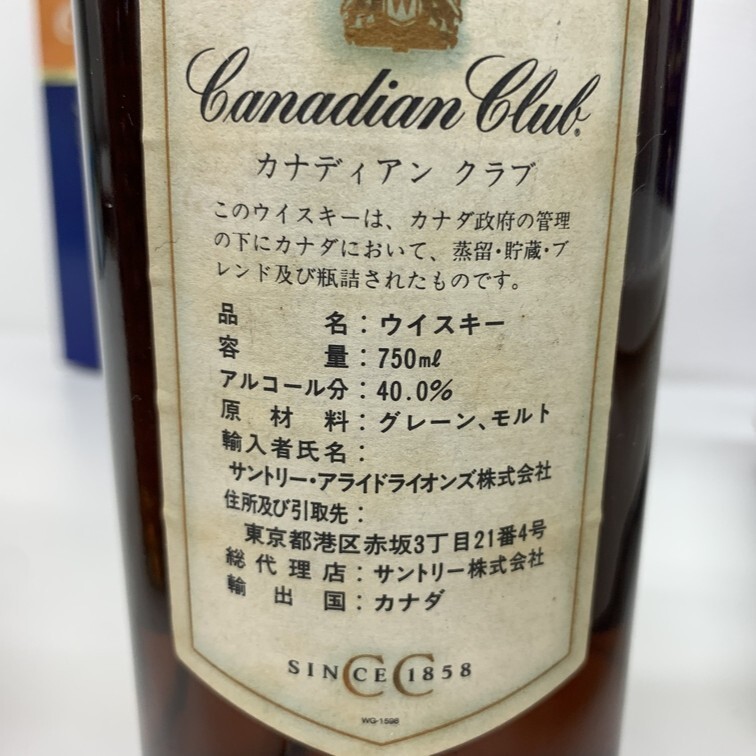 Canadian Club®
カナディアン クラブ
このウイスキーは、カナダ政府の管理
の下にカナダにおいて、蒸留・貯蔵・ブ
レンド及び瓶詰されたものです。
品名：ウイスキー
容量：750ml
アルコール分：40.0%
原材料：グレーン、モルト
輸入者氏名：
サントリー・アライドライオンズ株式会社
住所及び引取先：
東京都港区赤坂3丁目21番4号
総代理店：サントリー株式会社
輸出国：カナダ
SINCE 1858
CC